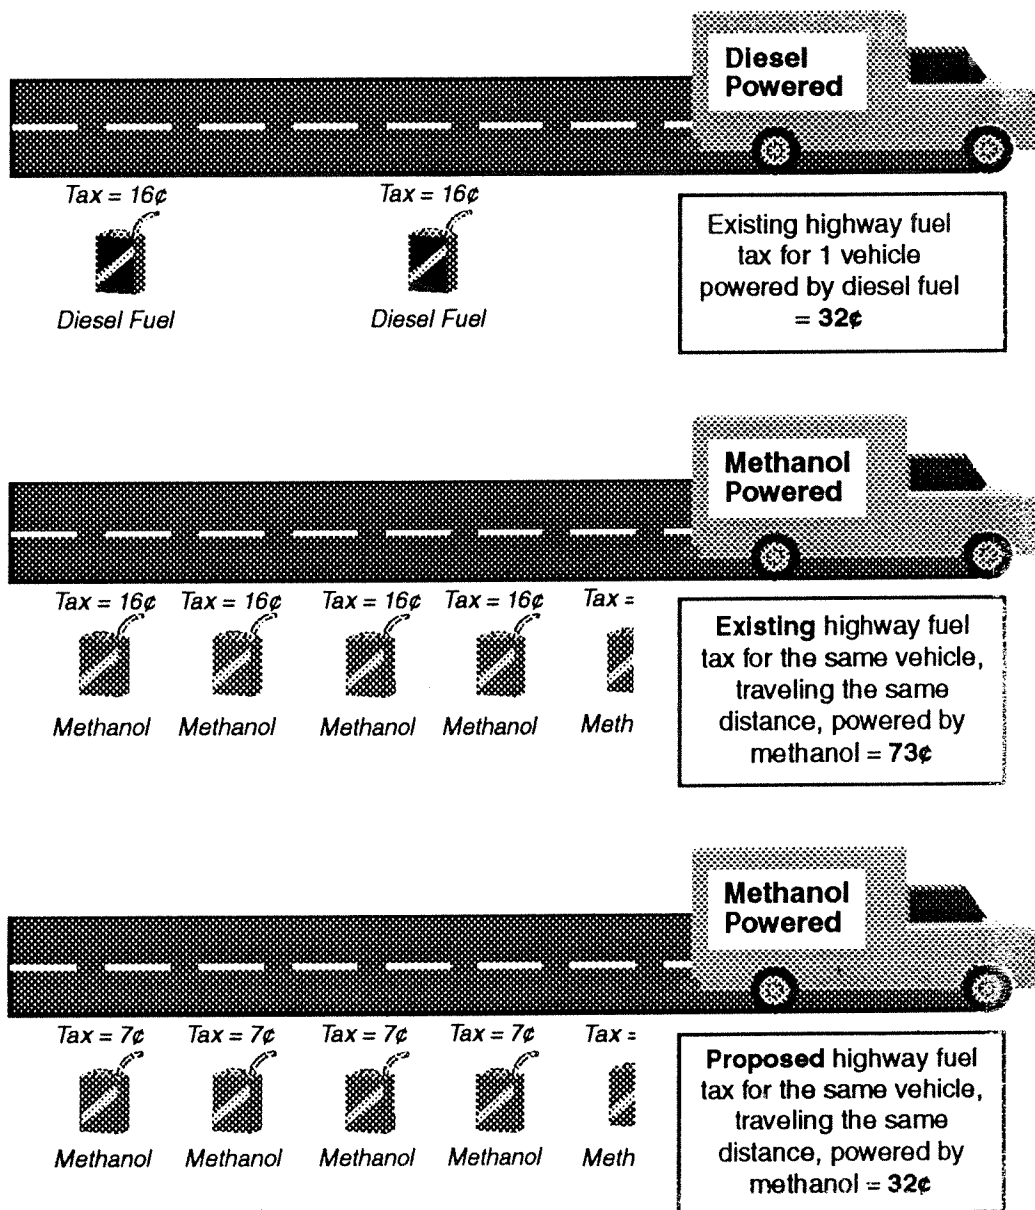 Diesel
Powered
Tax = 16¢
Tax = 16¢
Diesel Fuel
Diesel Fuel
Existing highway fuel
tax for 1 vehicle
powered by diesel fuel
= 32¢
Methanol
Powered
Tax = 16¢ Tax = 16¢ Tax = 16¢ Tax = 16¢ Tax =
Methanol Methanol Methanol Methanol Meth
Existing highway fuel
tax for the same vehicle,
traveling the same
distance, powered by
methanol = 73¢
Methanol
Powered
Tax = 7¢ Tax = 7¢ Tax = 7¢ Tax = 7¢ Tax =
Methanol Methanol Methanol Methanol Meth
Proposed highway fuel
tax for the same vehicle,
traveling the same
distance, powered by
methanol = 32¢